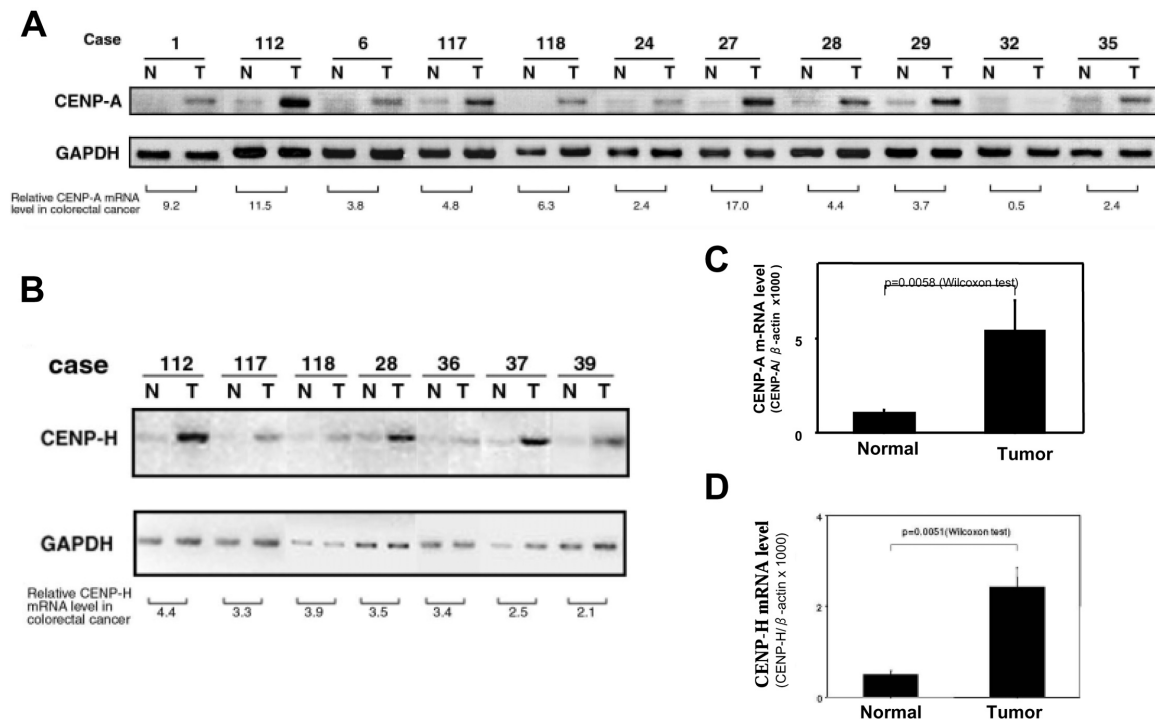 A
Case 1 112 6 117 118 24 27 28 29 32 35
N T N T N T N T N T N T N T N T N T N T N T
CENP-A
GAPDH
Relative CENP-A mRNA
level in colorectal cancer
9.2 11.5 3.8 4.8 6.3 2.4 17.0 4.4 3.7 0.5 2.4
B
case 112 117 118 28 36 37 39
N T N T N T N T N T N T N T
CENP-H
GAPDH
Relative CENP-H
mRNA level in
colorectal cancer
4.4 3.3 3.9 3.5 3.4 2.5 2.1
C
CENP-A m-RNA level
(CENP-A/ β-actin x1000)
p=0.0058 (Wilcoxon test)
5
0
Normal Tumor
D
CENP-H mRNA level
(CENP-H/ β-actin x 1000)
4
p=0.0051(Wilcoxon test)
2
0
Normal Tumor